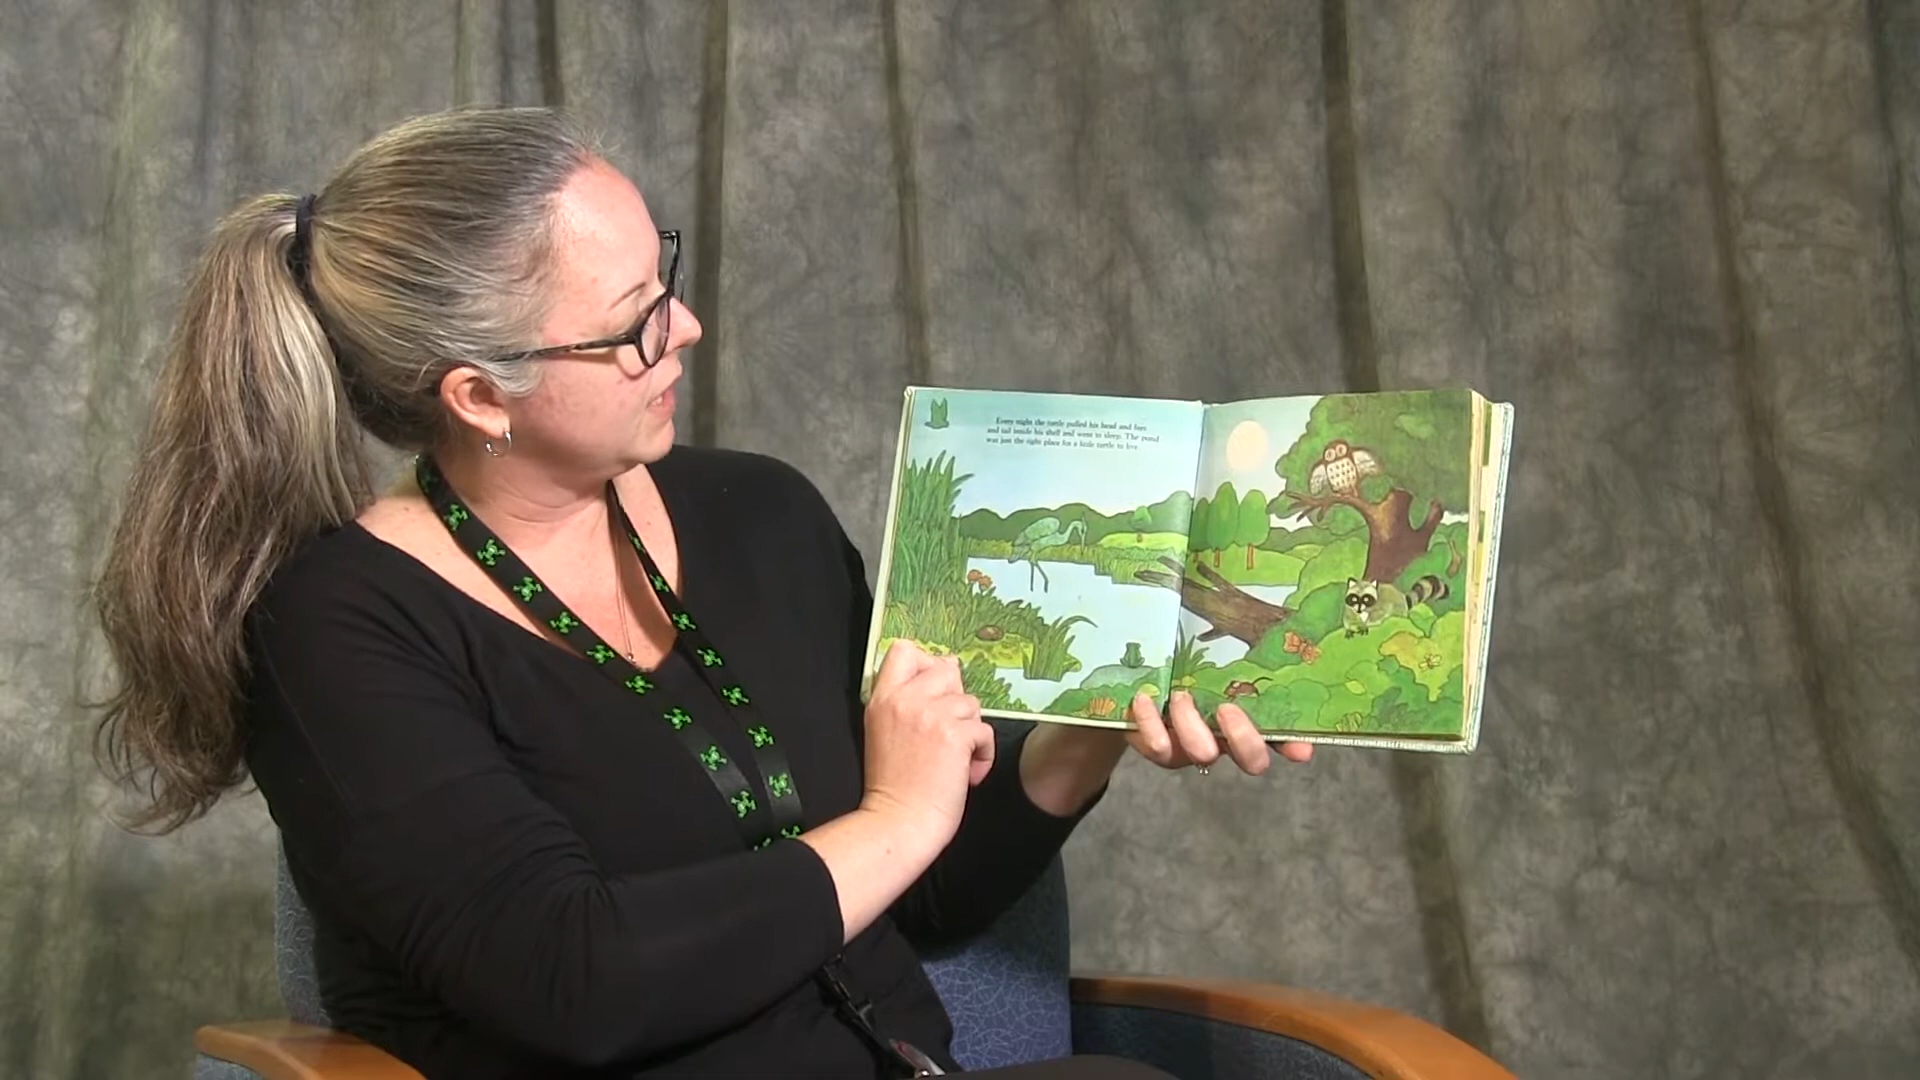 Every night the turtle pulled his head and feet
and tail inside his shell and went to sleep. The pond
was just the right place for a little turtle to live.